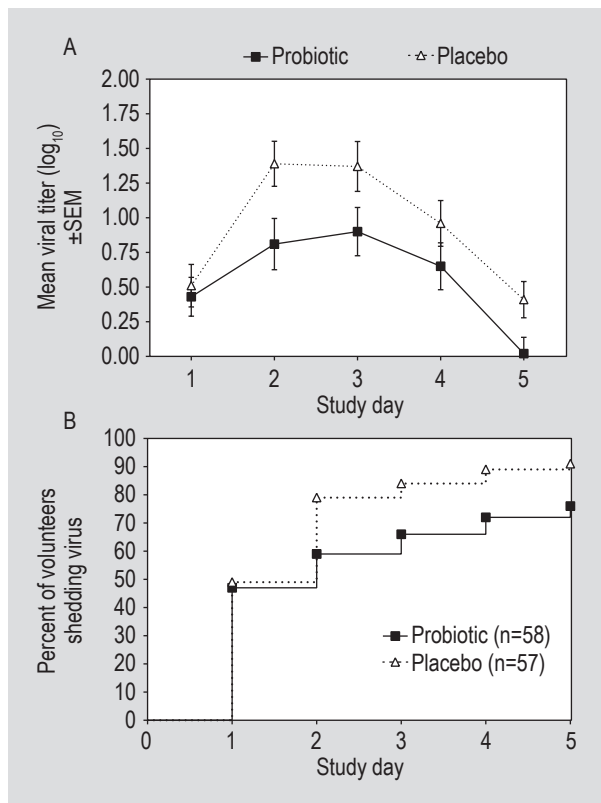 A
Probiotic
Placebo
Mean viral titer (log₁₀)
±SEM
2.00
1.75
1.50
1.25
1.00
0.75
0.50
0.25
0.00
1 2 3 4 5
Study day
B
Percent of volunteers
shedding virus
100
90
80
70
60
50
40
30
20
10
0
Probiotic (n=58)
Placebo (n=57)
0 1 2 3 4 5
Study day